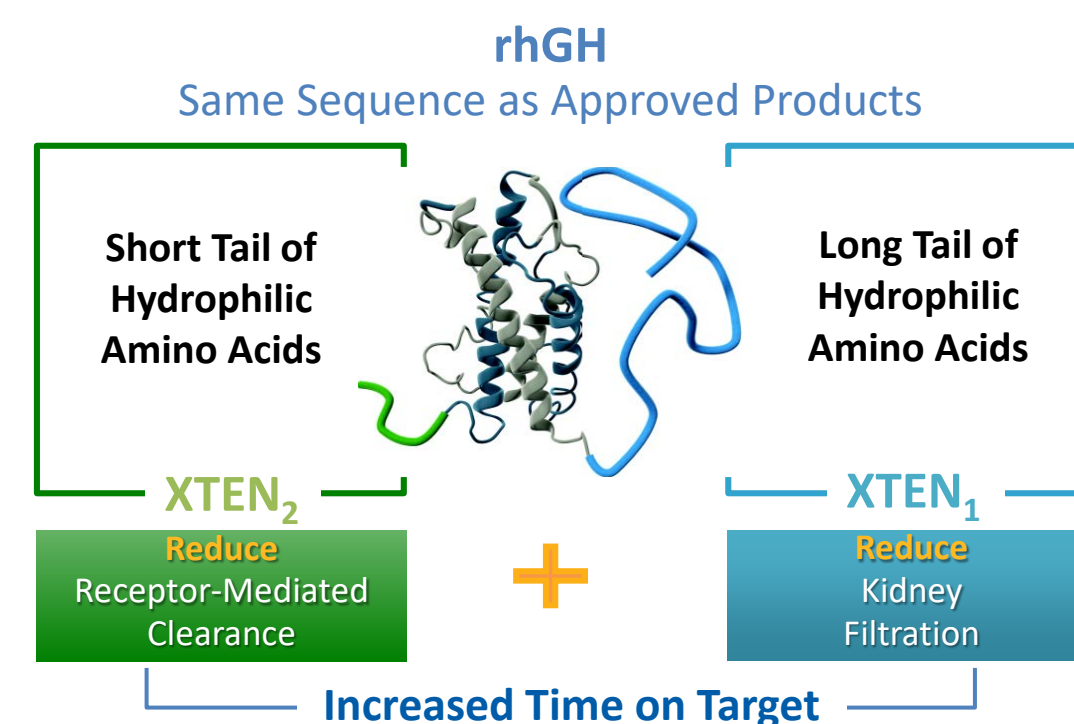 rhGH
Same Sequence as Approved Products
Short Tail of
Hydrophilic
Amino Acids
XTEN₂
Reduce
Receptor-Mediated
Clearance
Long Tail of
Hydrophilic
Amino Acids
XTEN₁
Reduce
Kidney
Filtration
Increased Time on Target